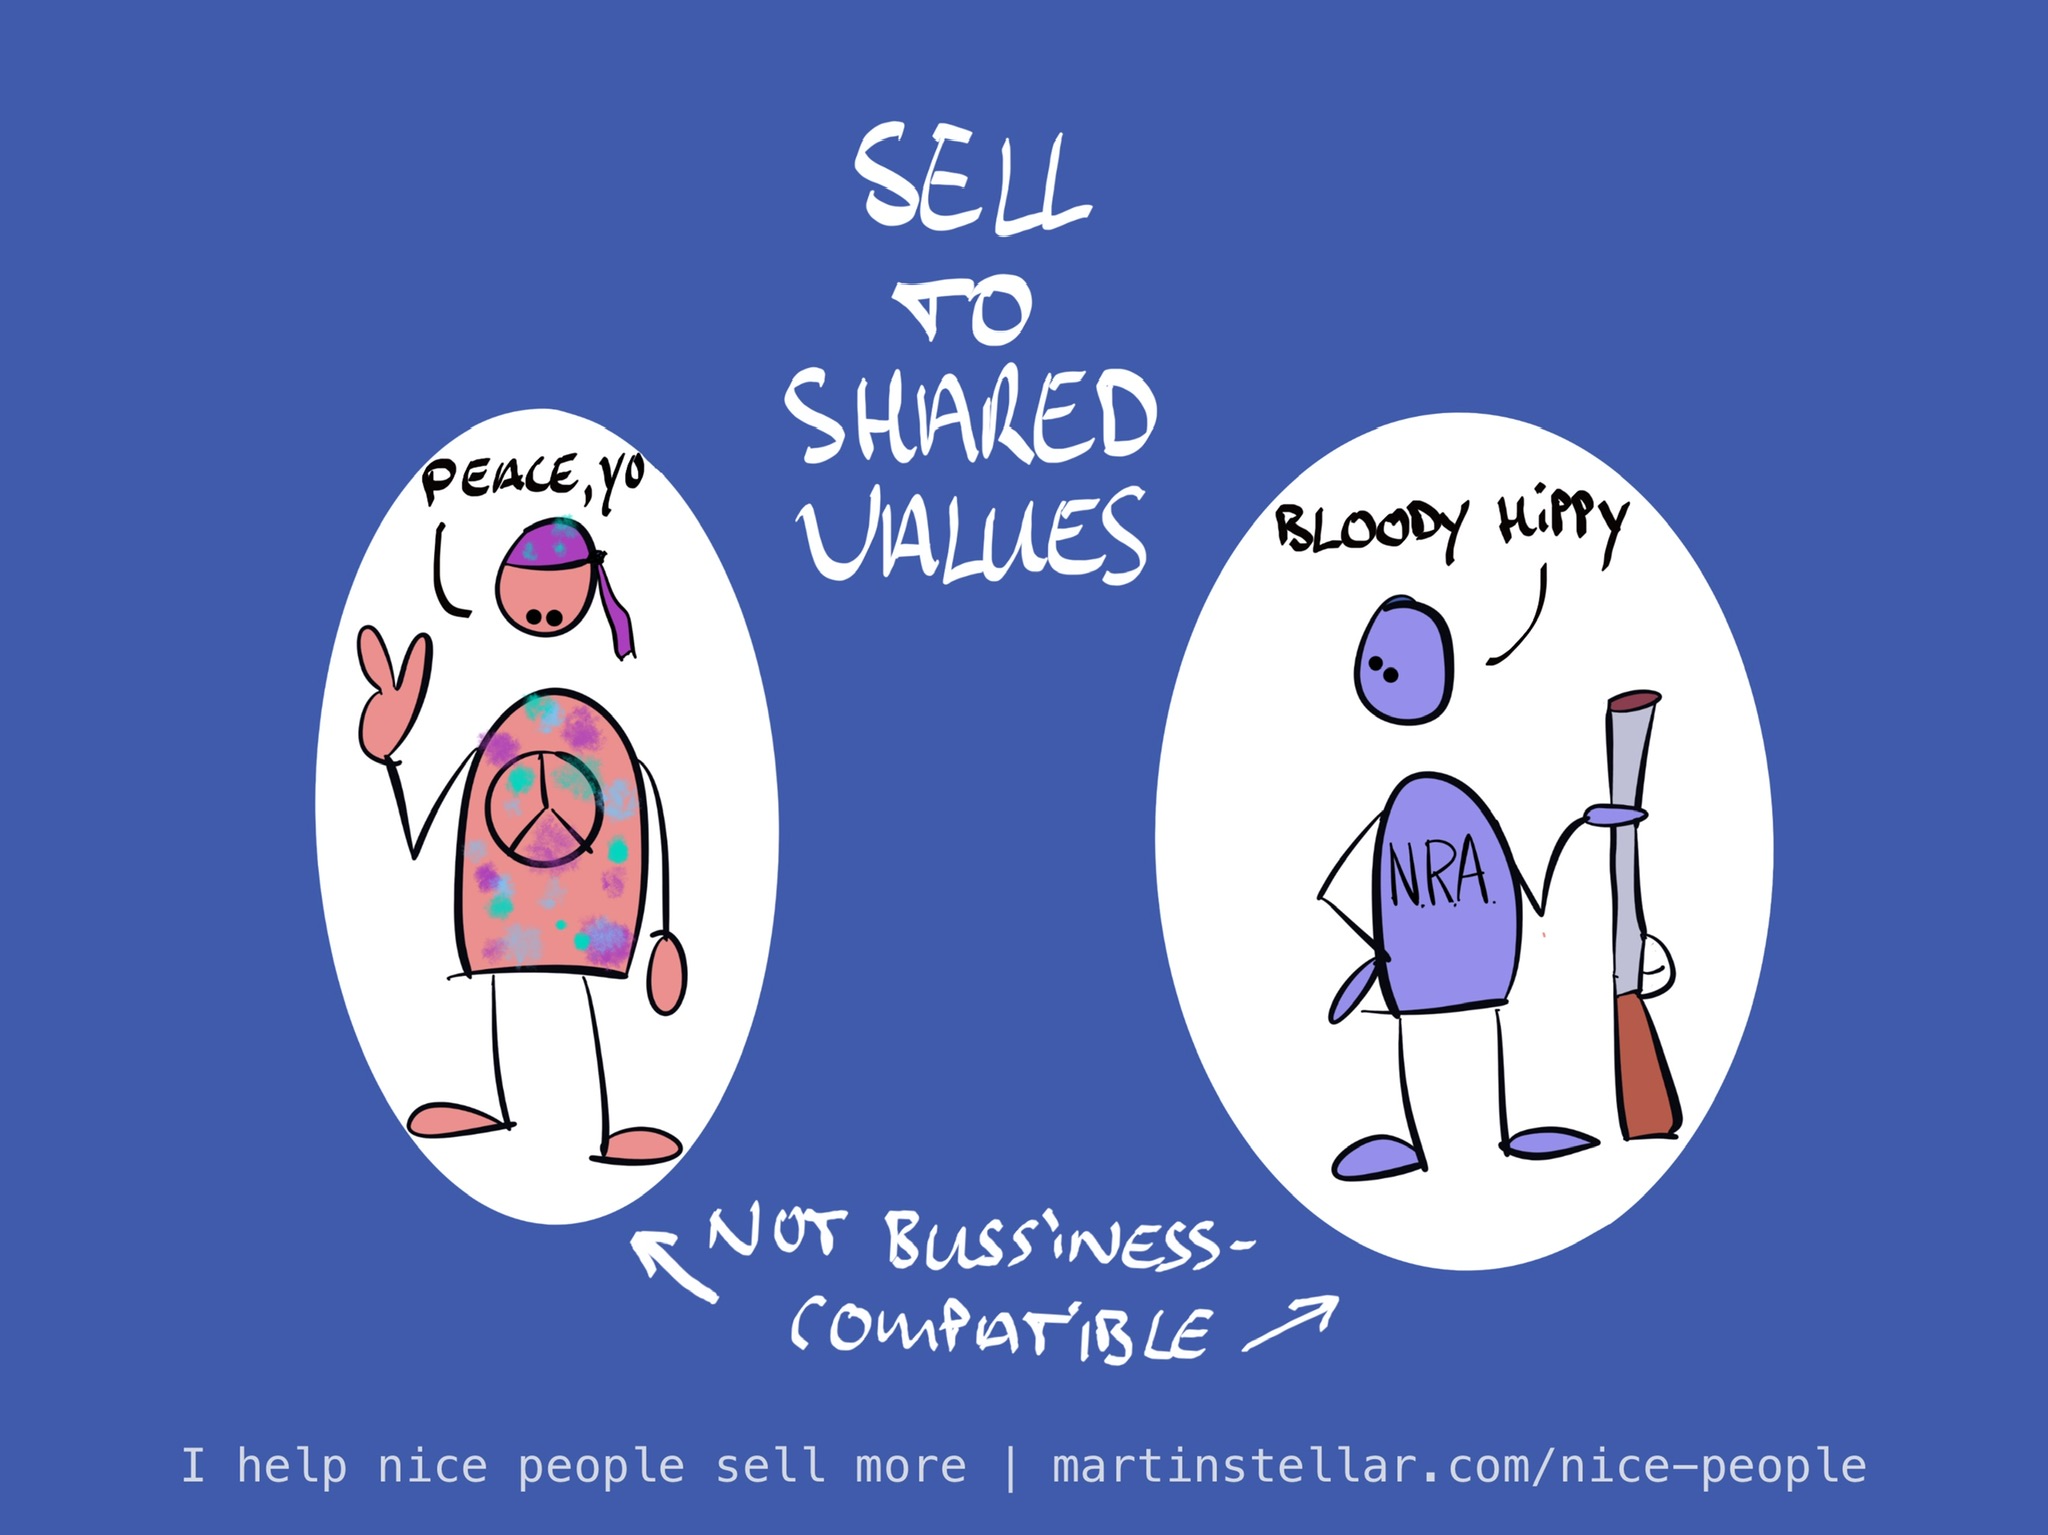 SELL
TO
SHARED
VALUES
PEACE, YO
BLOODY HiPPY
N.R.A.
NOT BUSSiNESS-
COMPATiBLE
I help nice people sell more | martinstellar.com/nice-people